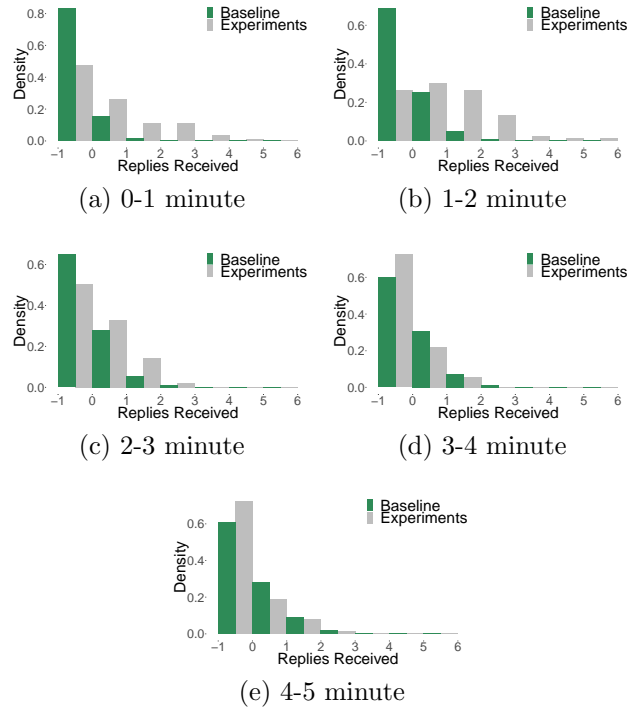 Baseline
Experiments
Density
0.8
0.6
0.4
0.2
0.0
−1 0 1 2 3 4 5 6
Replies Received
(a) 0-1 minute
Baseline
Experiments
Density
0.6
0.4
0.2
0.0
−1 0 1 2 3 4 5 6
Replies Received
(b) 1-2 minute
Baseline
Experiments
Density
0.6
0.4
0.2
0.0
−1 0 1 2 3 4 5 6
Replies Received
(c) 2-3 minute
Baseline
Experiments
Density
0.6
0.4
0.2
0.0
−1 0 1 2 3 4 5 6
Replies Received
(d) 3-4 minute
Baseline
Experiments
Density
0.6
0.4
0.2
0.0
−1 0 1 2 3 4 5 6
Replies Received
(e) 4-5 minute